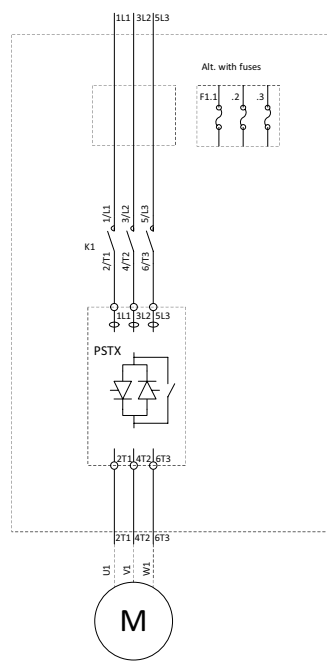 1L1 3L2 5L3
Alt. with fuses
F1.1 .2 .3
1/L1 3/L2 5/L3
K1
2/T1 4/T2 6/T3
1L1 3L2 5L3
PSTX
2T1 4T2 6T3
2T1 4T2 6T3
U1 V1 W1
M